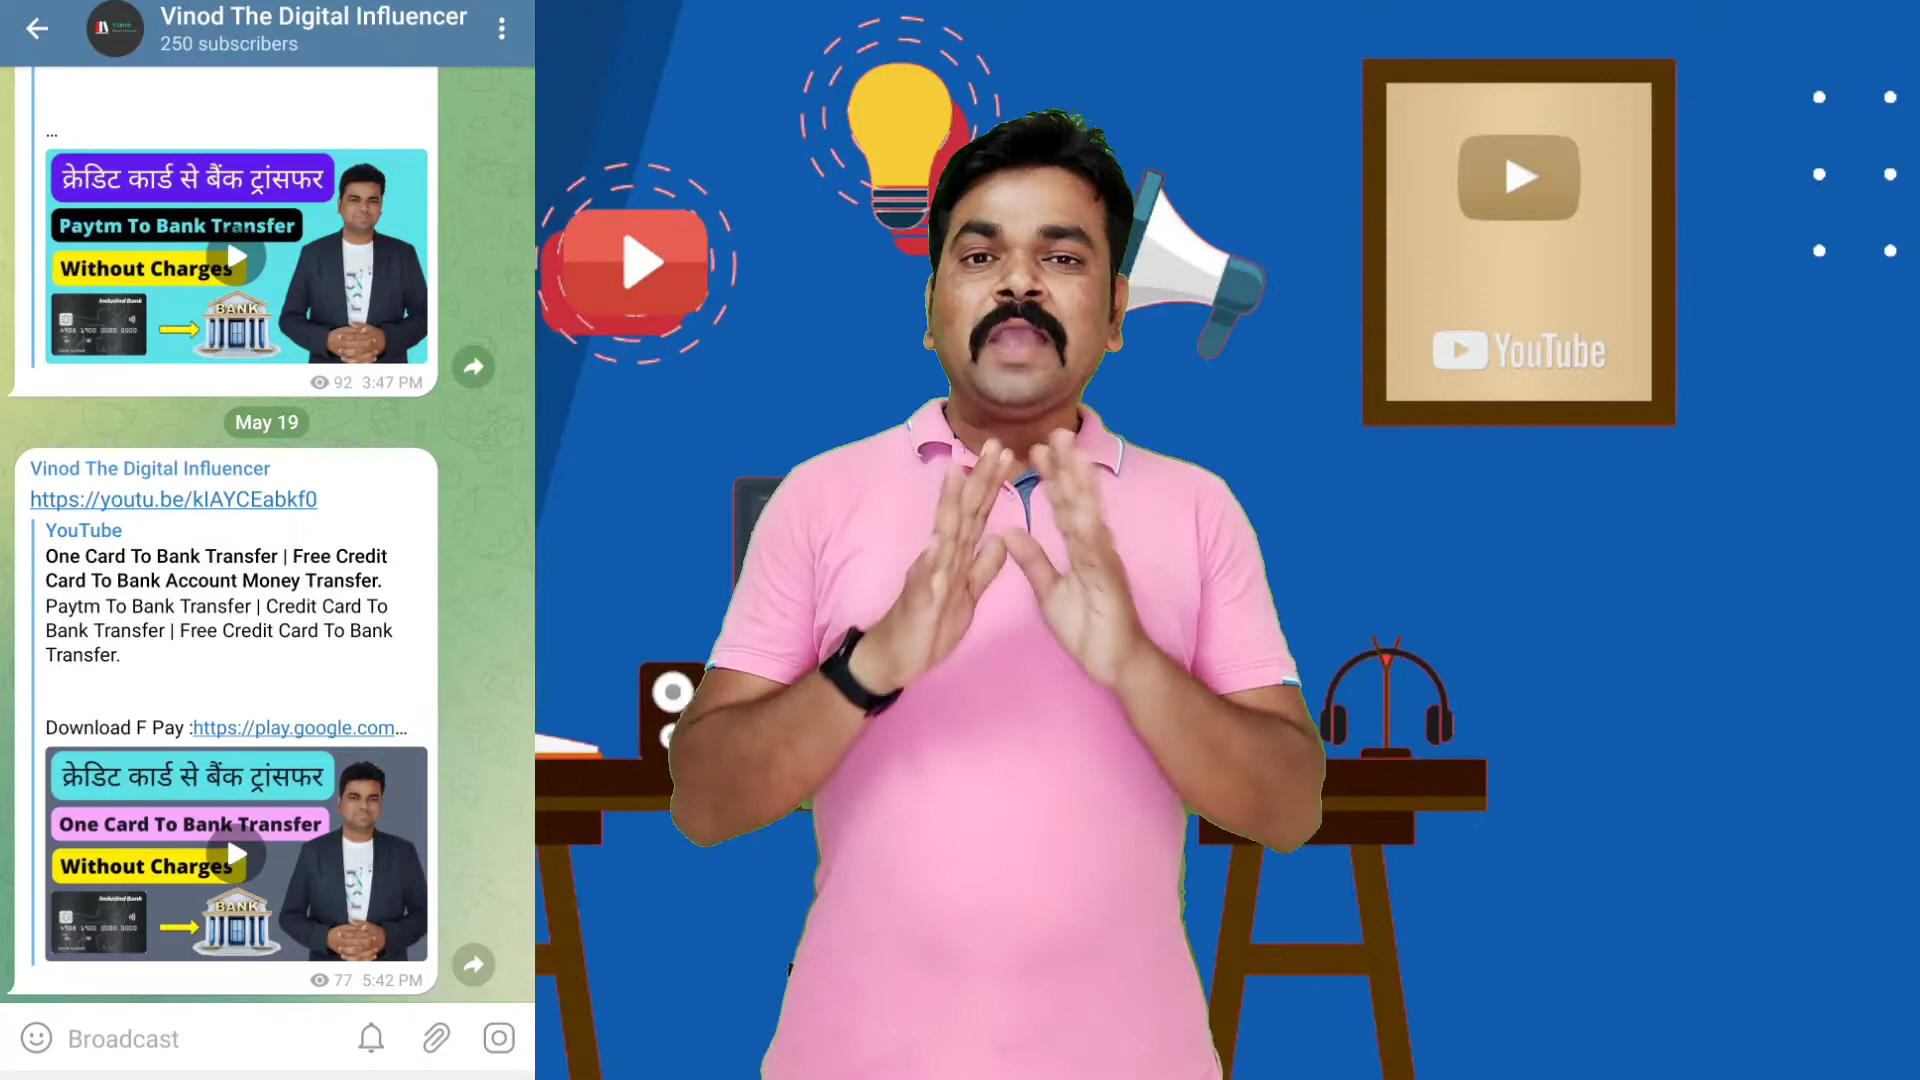 Vinod The Digital Influencer
250 subscribers
...
क्रेडिट कार्ड से बैंक ट्रांसफर
Paytm To Bank Transfer
Without Charges
IndusInd Bank
BANK
92 3:47 PM
May 19
Vinod The Digital Influencer
https://youtu.be/kIAYCEabkf0
YouTube
One Card To Bank Transfer | Free Credit
Card To Bank Account Money Transfer.
Paytm To Bank Transfer | Credit Card To
Bank Transfer | Free Credit Card To Bank
Transfer.
Download F Pay :https://play.google.com...
क्रेडिट कार्ड से बैंक ट्रांसफर
One Card To Bank Transfer
Without Charges
IndusInd Bank
BANK
77 5:42 PM
Broadcast
YouTube